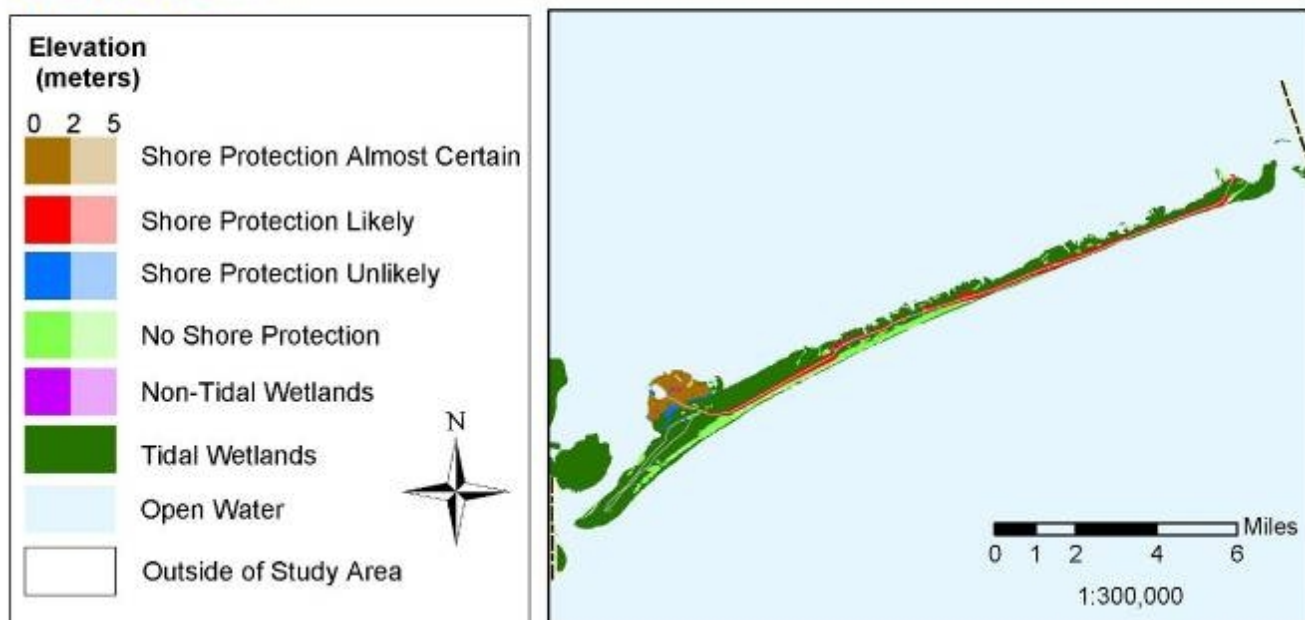 Elevation
(meters)
0 2 5
Shore Protection Almost Certain
Shore Protection Likely
Shore Protection Unlikely
No Shore Protection
Non-Tidal Wetlands
Tidal Wetlands
Open Water
Outside of Study Area
N
Miles
0 1 2 4 6
1:300,000